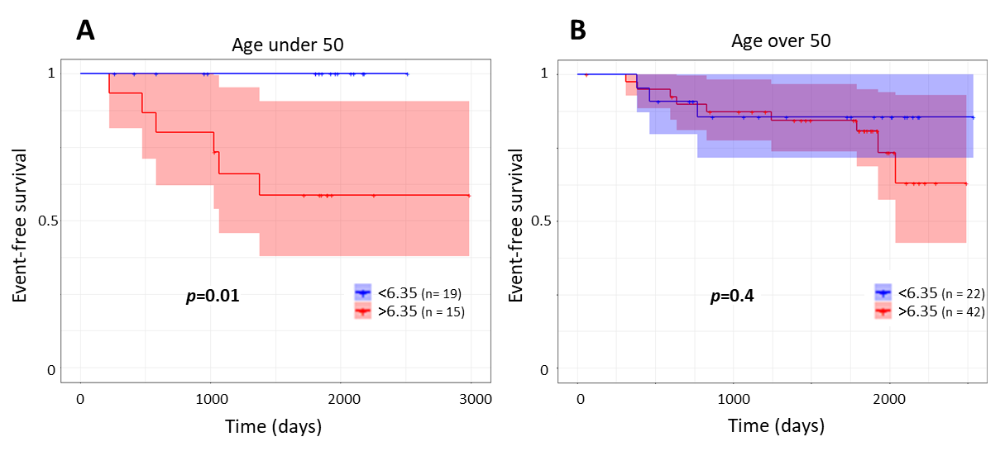 A
Age under 50
Event-free survival
1
0.5
0
p=0.01
<6.35 (n= 19)
>6.35 (n = 15)
0 1000 2000 3000
Time (days)
B
Age over 50
Event-free survival
1
0.5
0
p=0.4
<6.35 (n = 22)
>6.35 (n = 42)
0 1000 2000
Time (days)